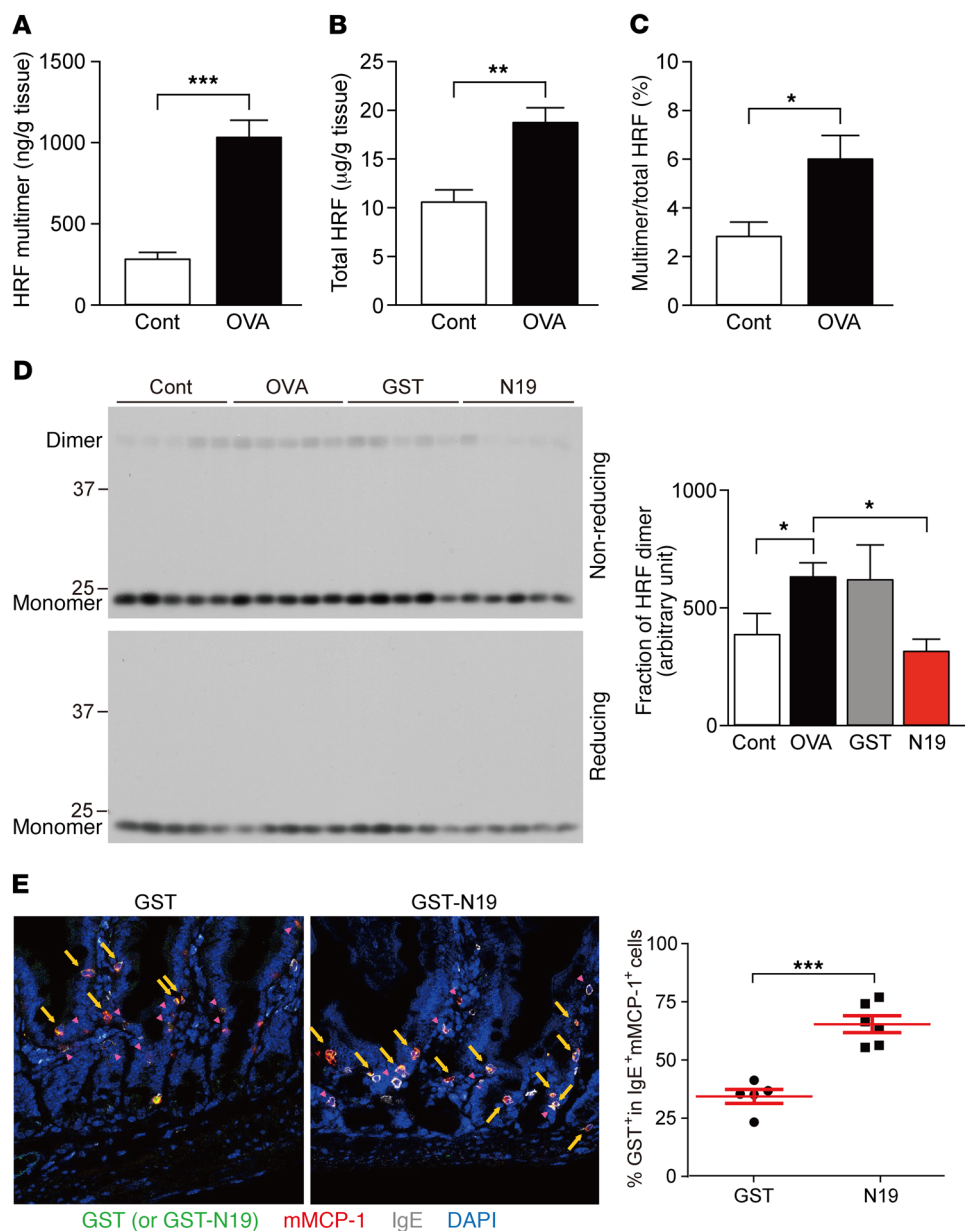 A
HRF multimer (ng/g tissue)
1500
1000
500
0
***
Cont OVA
B
Total HRF (μg/g tissue)
25
20
15
10
5
0
**
Cont OVA
C
Multimer/total HRF (%)
10
8
6
4
2
0
*
Cont OVA
D
Cont OVA GST N19
Dimer
37
25
Monomer
Non-reducing
37
25
Monomer
Reducing
Fraction of HRF dimer
(arbitrary unit)
1000
500
0
* *
Cont OVA GST N19
E
GST GST-N19
GST (or GST-N19) mMCP-1 IgE DAPI
% GST+ in IgE+mMCP-1+ cells
100
75
50
25
0
***
GST N19